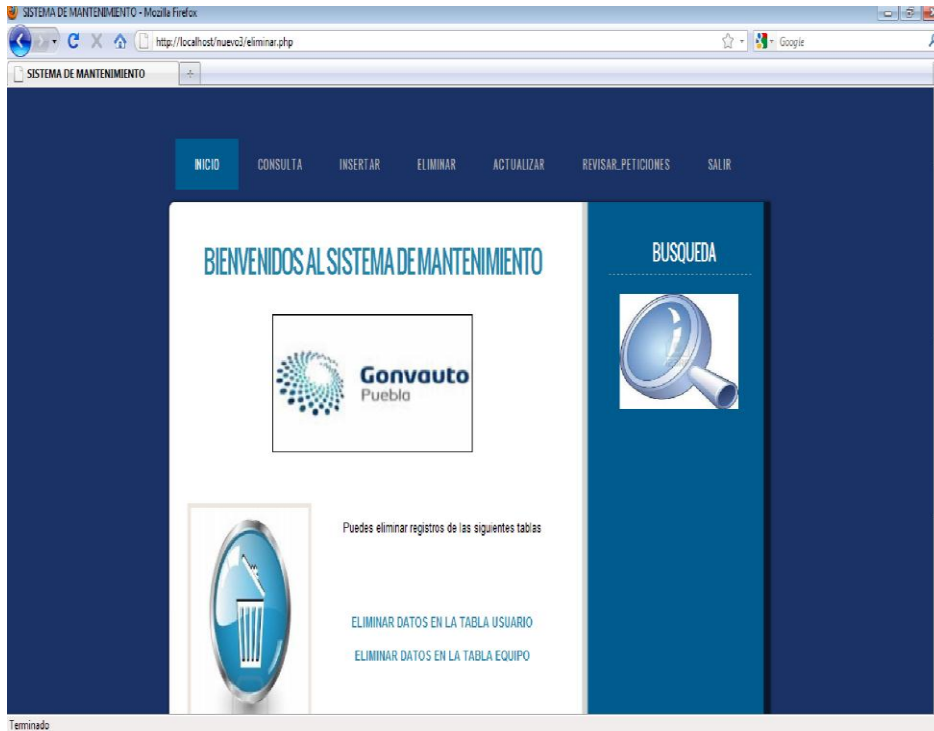 SISTEMA DE MANTENIMIENTO - Mozilla Firefox
http://localhost/nuevo3/eliminar.php
Google
SISTEMA DE MANTENIMIENTO
INICIO CONSULTA INSERTAR ELIMINAR ACTUALIZAR REVISAR_PETICIONES SALIR
BIENVENIDOS AL SISTEMA DE MANTENIMIENTO
BUSQUEDA
Gonvauto
Puebla
Puedes eliminar registros de las siguientes tablas
ELIMINAR DATOS EN LA TABLA USUARIO
ELIMINAR DATOS EN LA TABLA EQUIPO
Terminado